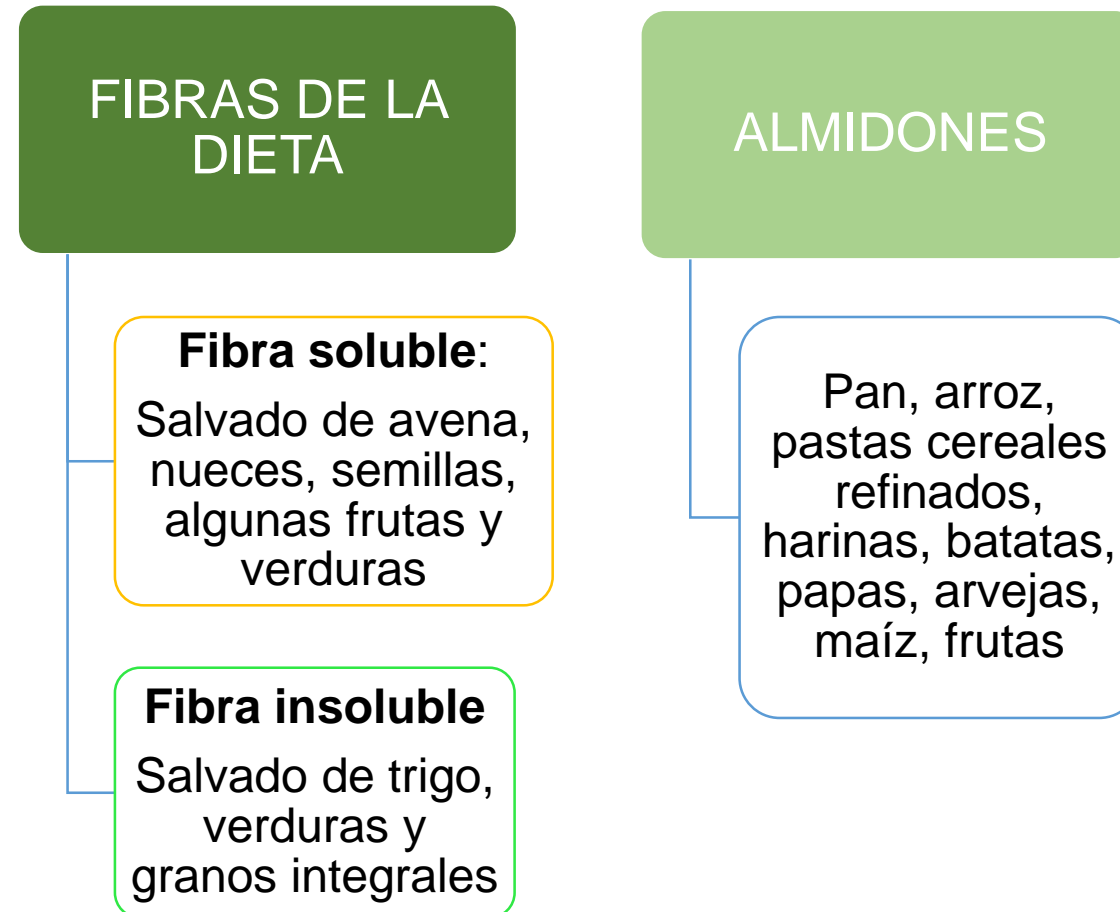 FIBRAS DE LA
DIETA
Fibra soluble:
Salvado de avena,
nueces, semillas,
algunas frutas y
verduras
Fibra insoluble
Salvado de trigo,
verduras y
granos integrales
ALMIDONES
Pan, arroz,
pastas cereales
refinados,
harinas, batatas,
papas, arvejas,
maíz, frutas